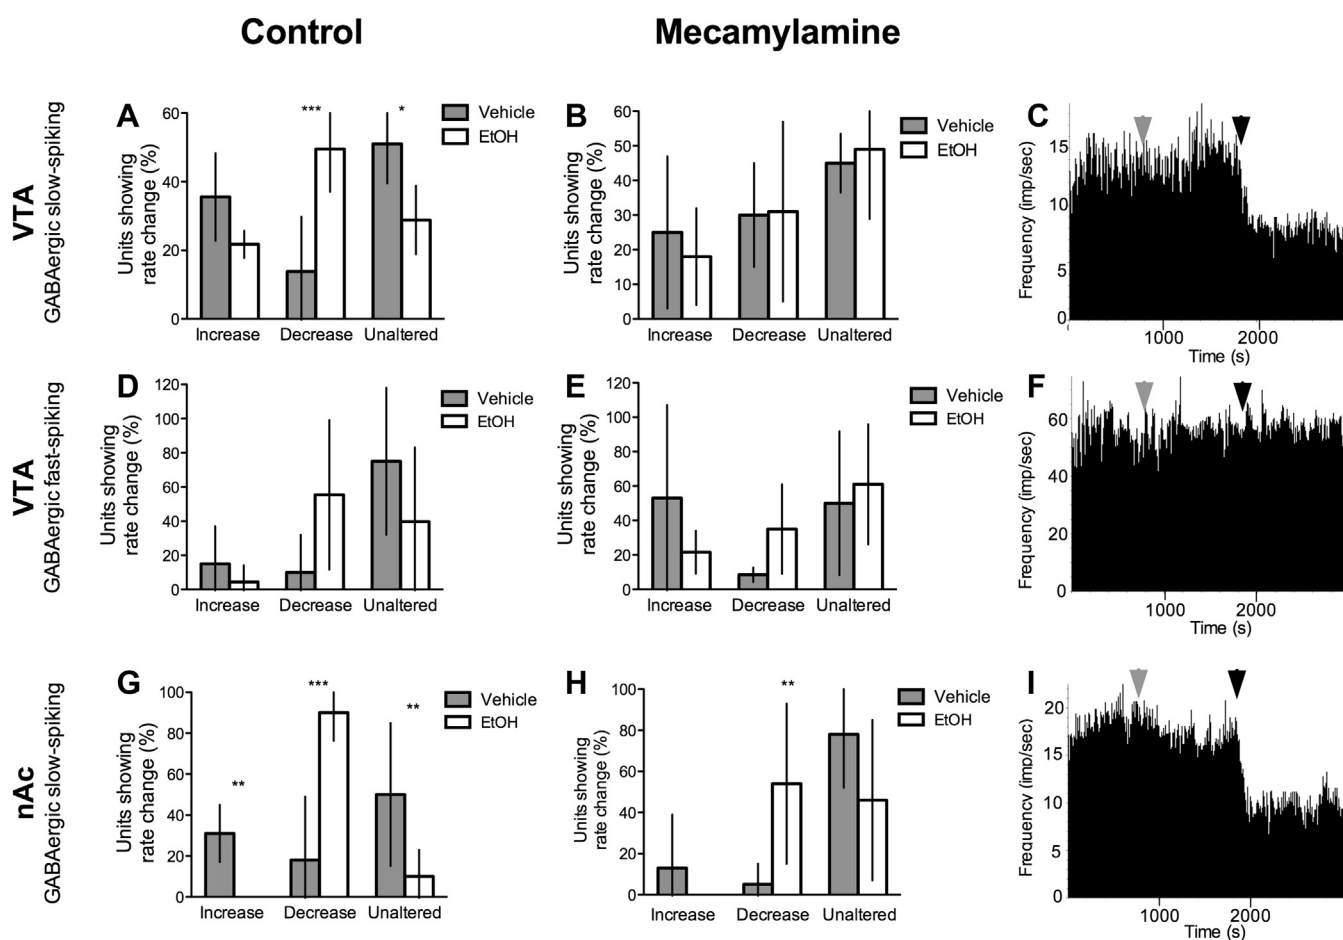 Control
Mecamylamine
VTA
GABAergic slow-spiking
A
Units showing
rate change (%)
60
40
20
0
***
*
Vehicle
EtOH
Increase
Decrease
Unaltered
B
Units showing
rate change (%)
60
50
40
30
20
10
0
Vehicle
EtOH
Increase
Decrease
Unaltered
C
Frequency (imp/sec)
15
10
5
0
1000
2000
Time (s)
VTA
GABAergic fast-spiking
D
Units showing
rate change (%)
120
100
80
60
40
20
0
Vehicle
EtOH
Increase
Decrease
Unaltered
E
Units showing
rate change (%)
120
100
80
60
40
20
0
Vehicle
EtOH
Increase
Decrease
Unaltered
F
Frequency (imp/sec)
60
40
20
0
1000
2000
Time (s)
nAc
GABAergic slow-spiking
G
Units showing
rate change (%)
100
80
60
40
20
0
**
***
**
Vehicle
EtOH
Increase
Decrease
Unaltered
H
Units showing
rate change (%)
100
80
60
40
20
0
**
Vehicle
EtOH
Increase
Decrease
Unaltered
I
Frequency (imp/sec)
20
15
10
5
0
1000
2000
Time (s)